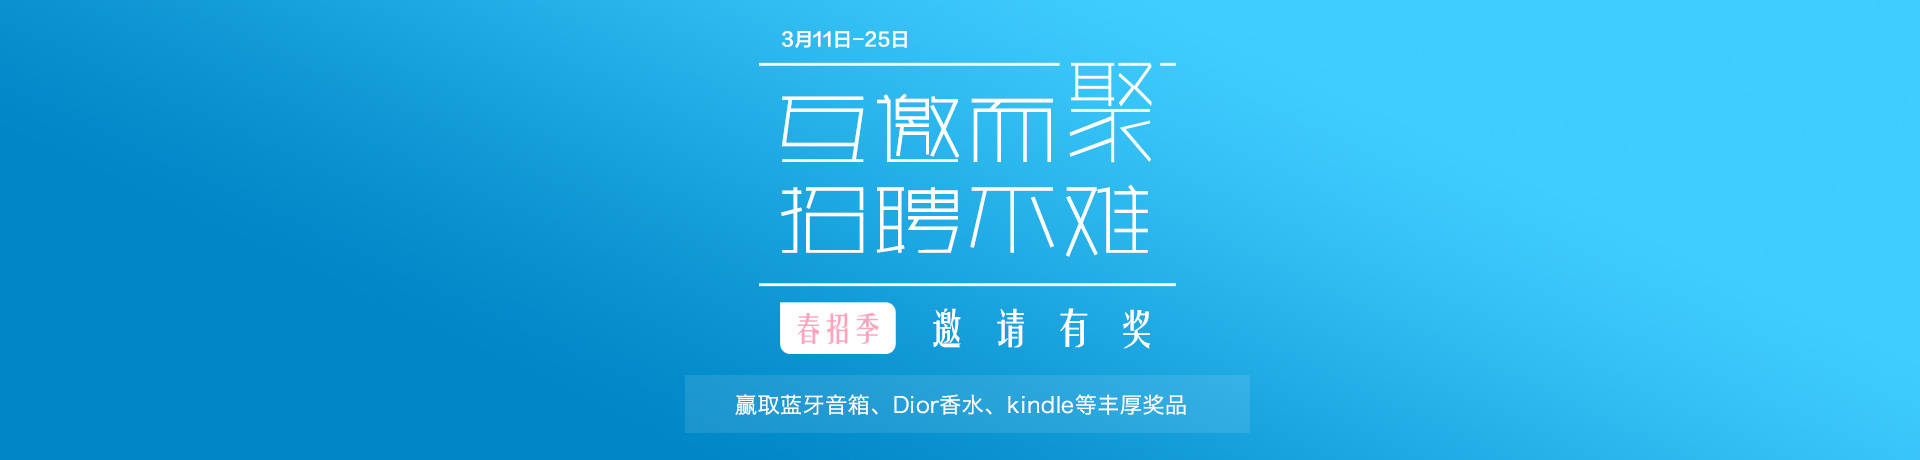 3月11日-25日
互邀而聚
招聘不难
春招季 邀请有奖
赢取蓝牙音箱、Dior香水、kindle等丰厚奖品